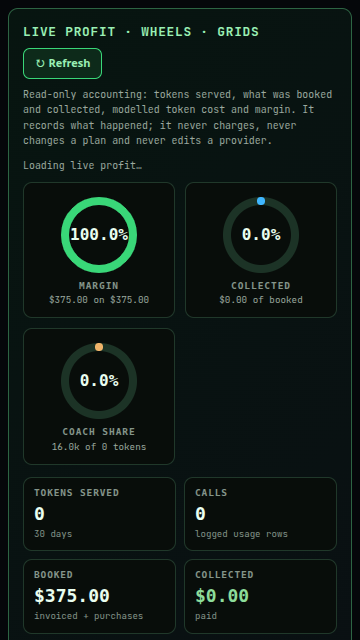 LIVE PROFIT · WHEELS · GRIDS
↻ Refresh
Read-only accounting: tokens served, what was booked
and collected, modelled token cost and margin. It
records what happened; it never charges, never
changes a plan and never edits a provider.
Loading live profit…
100.0%
MARGIN
$375.00 on $375.00
0.0%
COLLECTED
$0.00 of booked
0.0%
COACH SHARE
16.0k of 0 tokens
TOKENS SERVED
0
30 days
CALLS
0
logged usage rows
BOOKED
$375.00
invoiced + purchases
COLLECTED
$0.00
paid